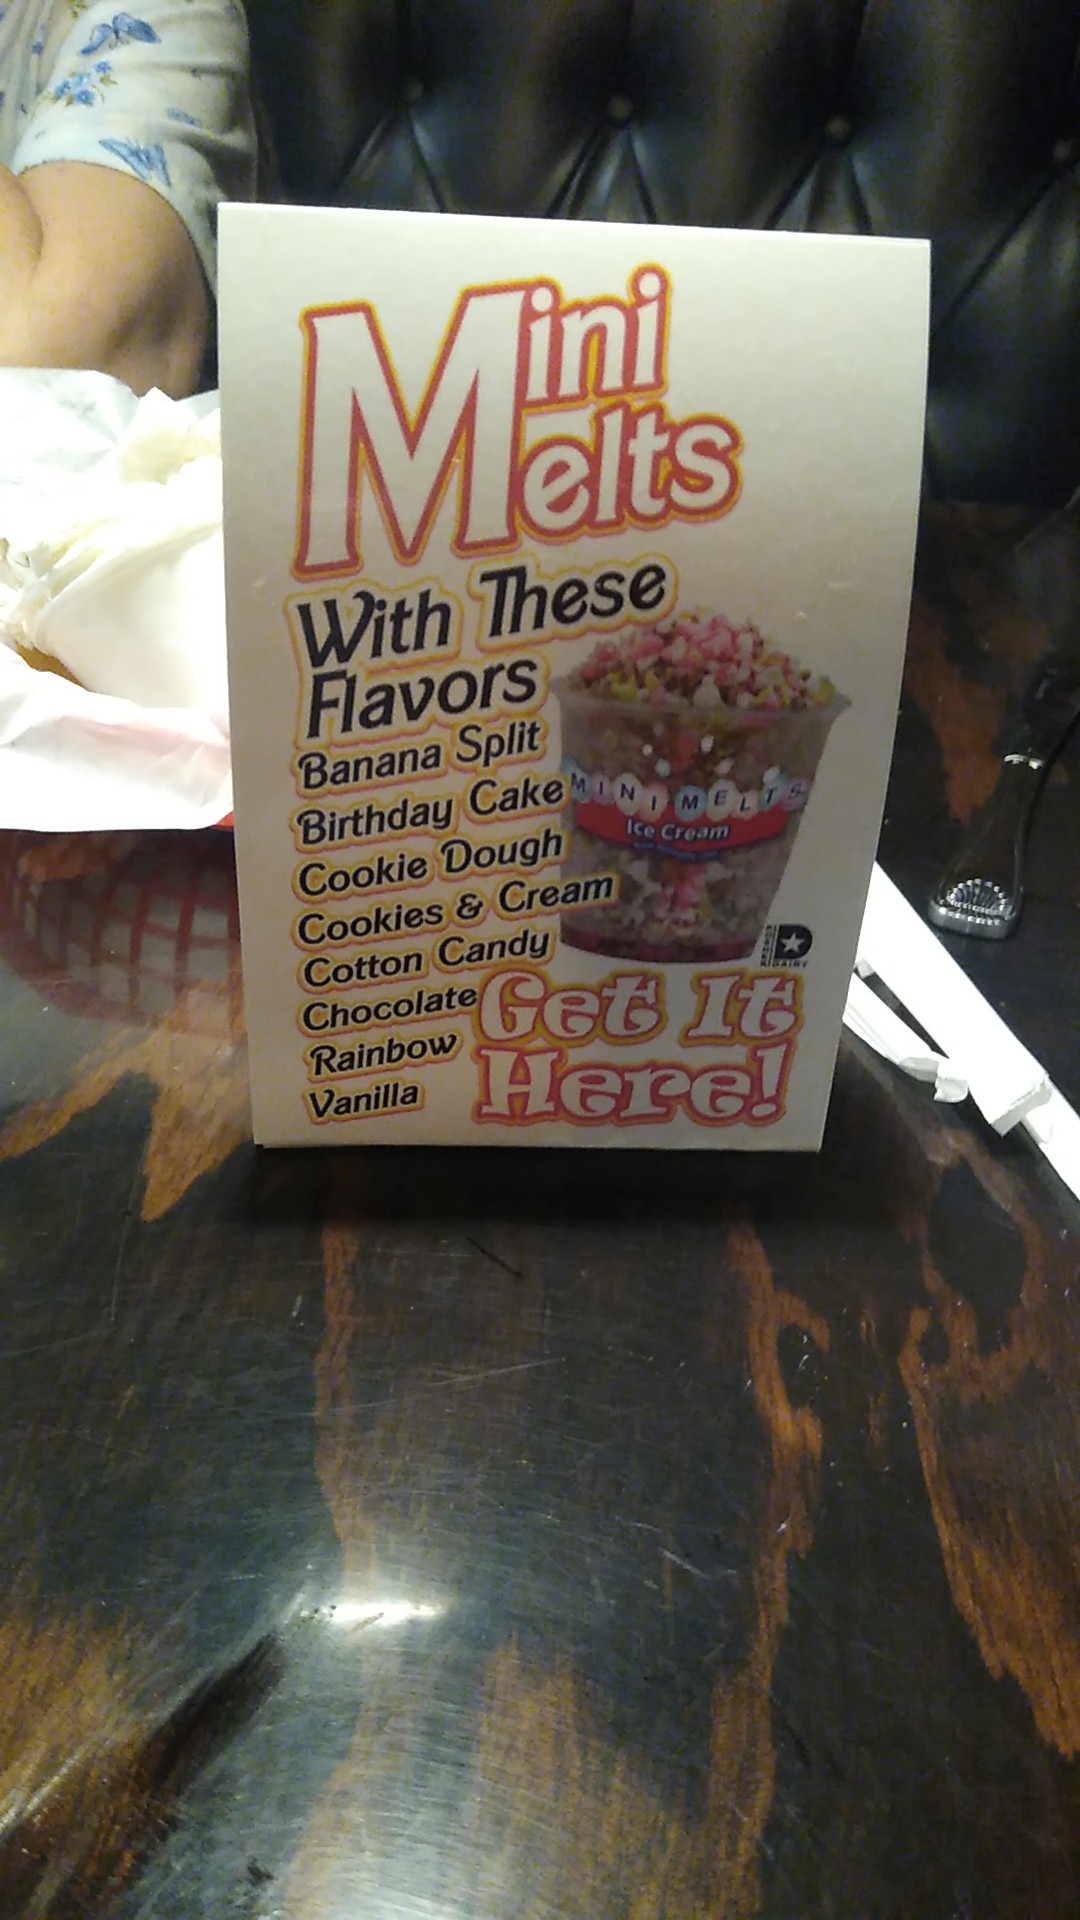 Mini
Melts
With These
Flavors
Banana Split
Birthday Cake
Cookie Dough
Cookies & Cream
Cotton Candy
Chocolate
Rainbow
Vanilla
MINI MELTS
Ice Cream
Get It
Here!